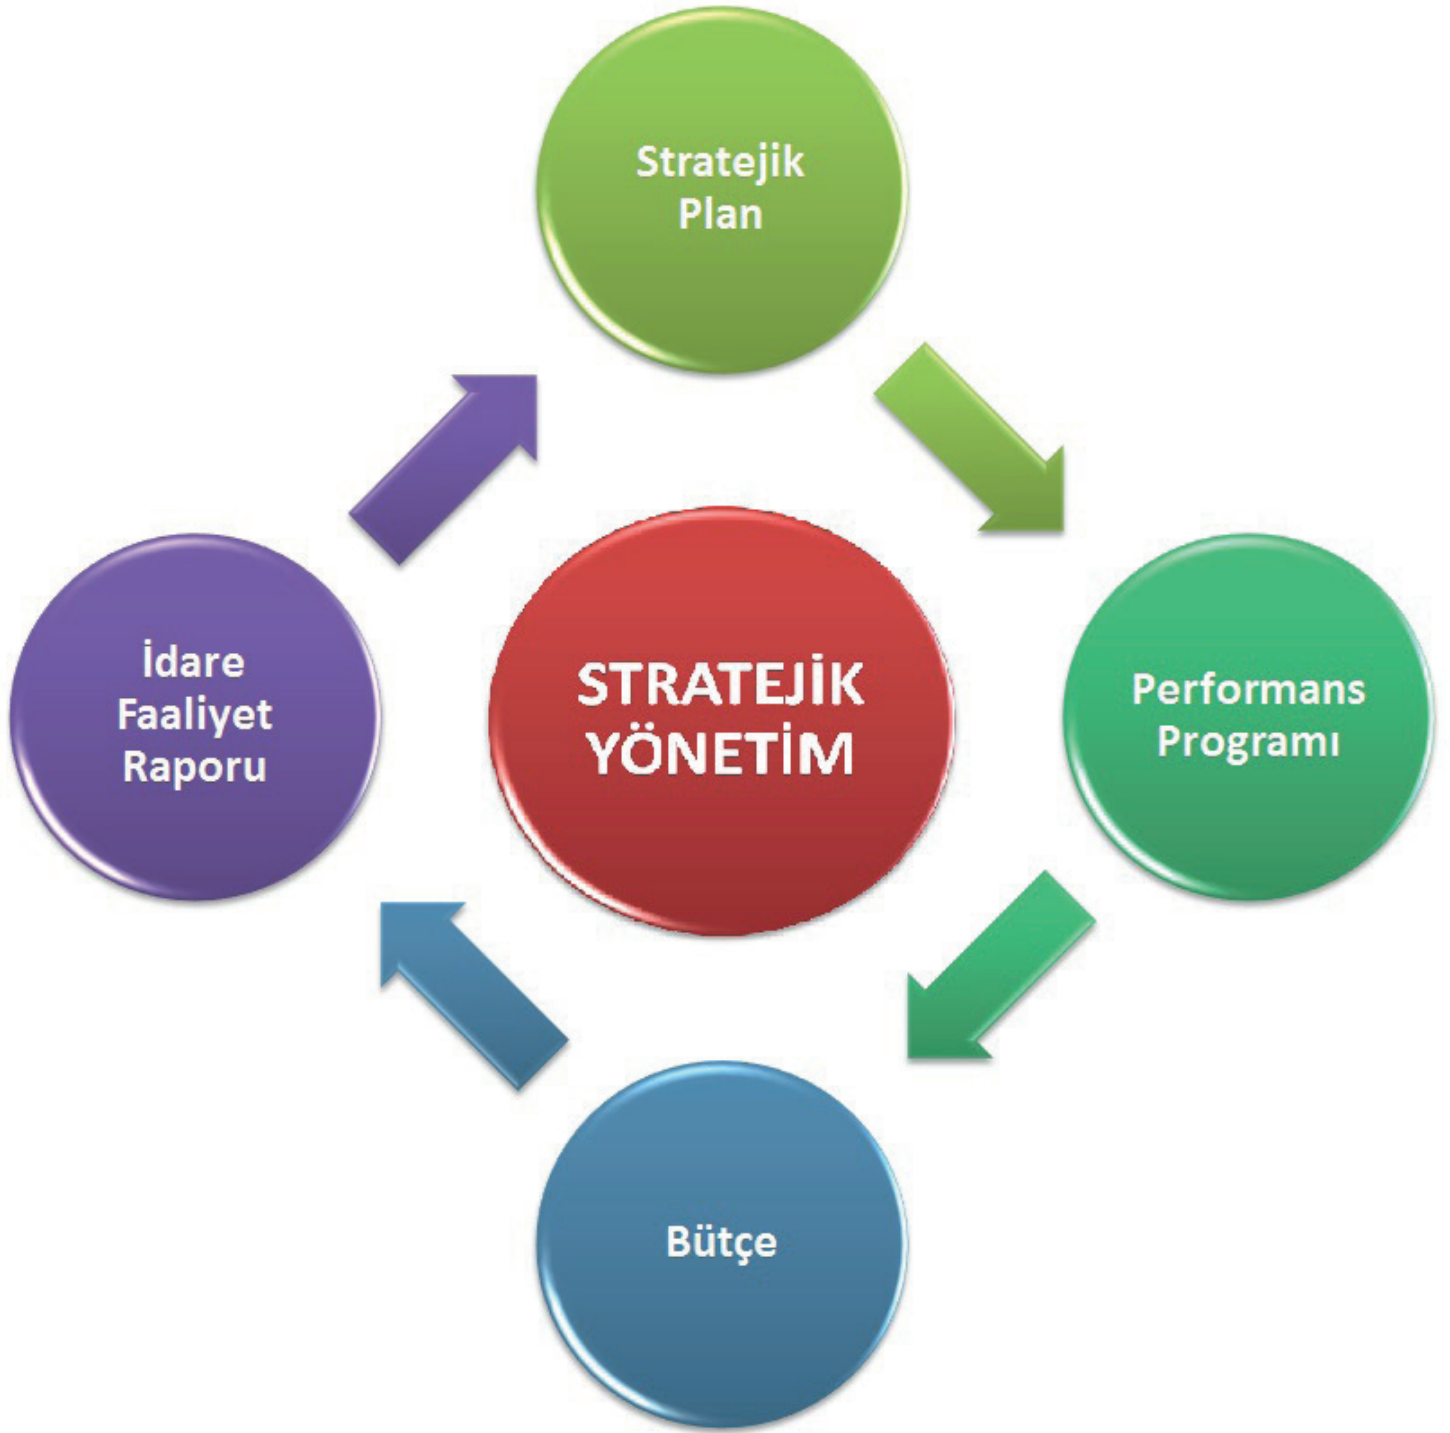 Stratejik
Plan
İdare
Faaliyet
Raporu
STRATEJİK
YÖNETİM
Performans
Programı
Bütçe